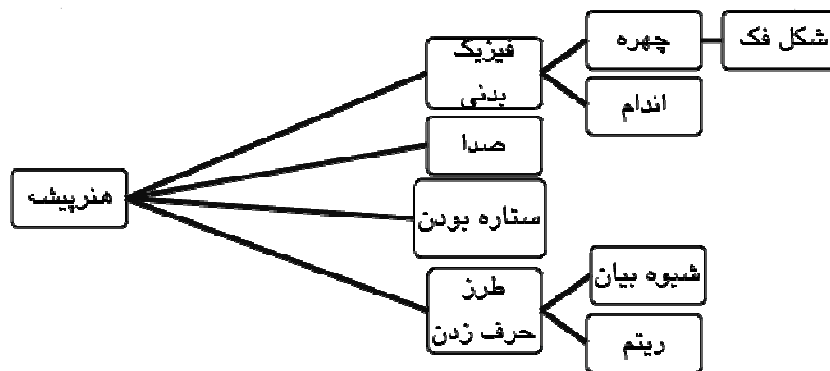 هنرپیشه
فیزیک
بدنی
چهره
شکل فک
اندام
صدا
ستاره بودن
طرز
حرف زدن
شیوه بیان
ریتم